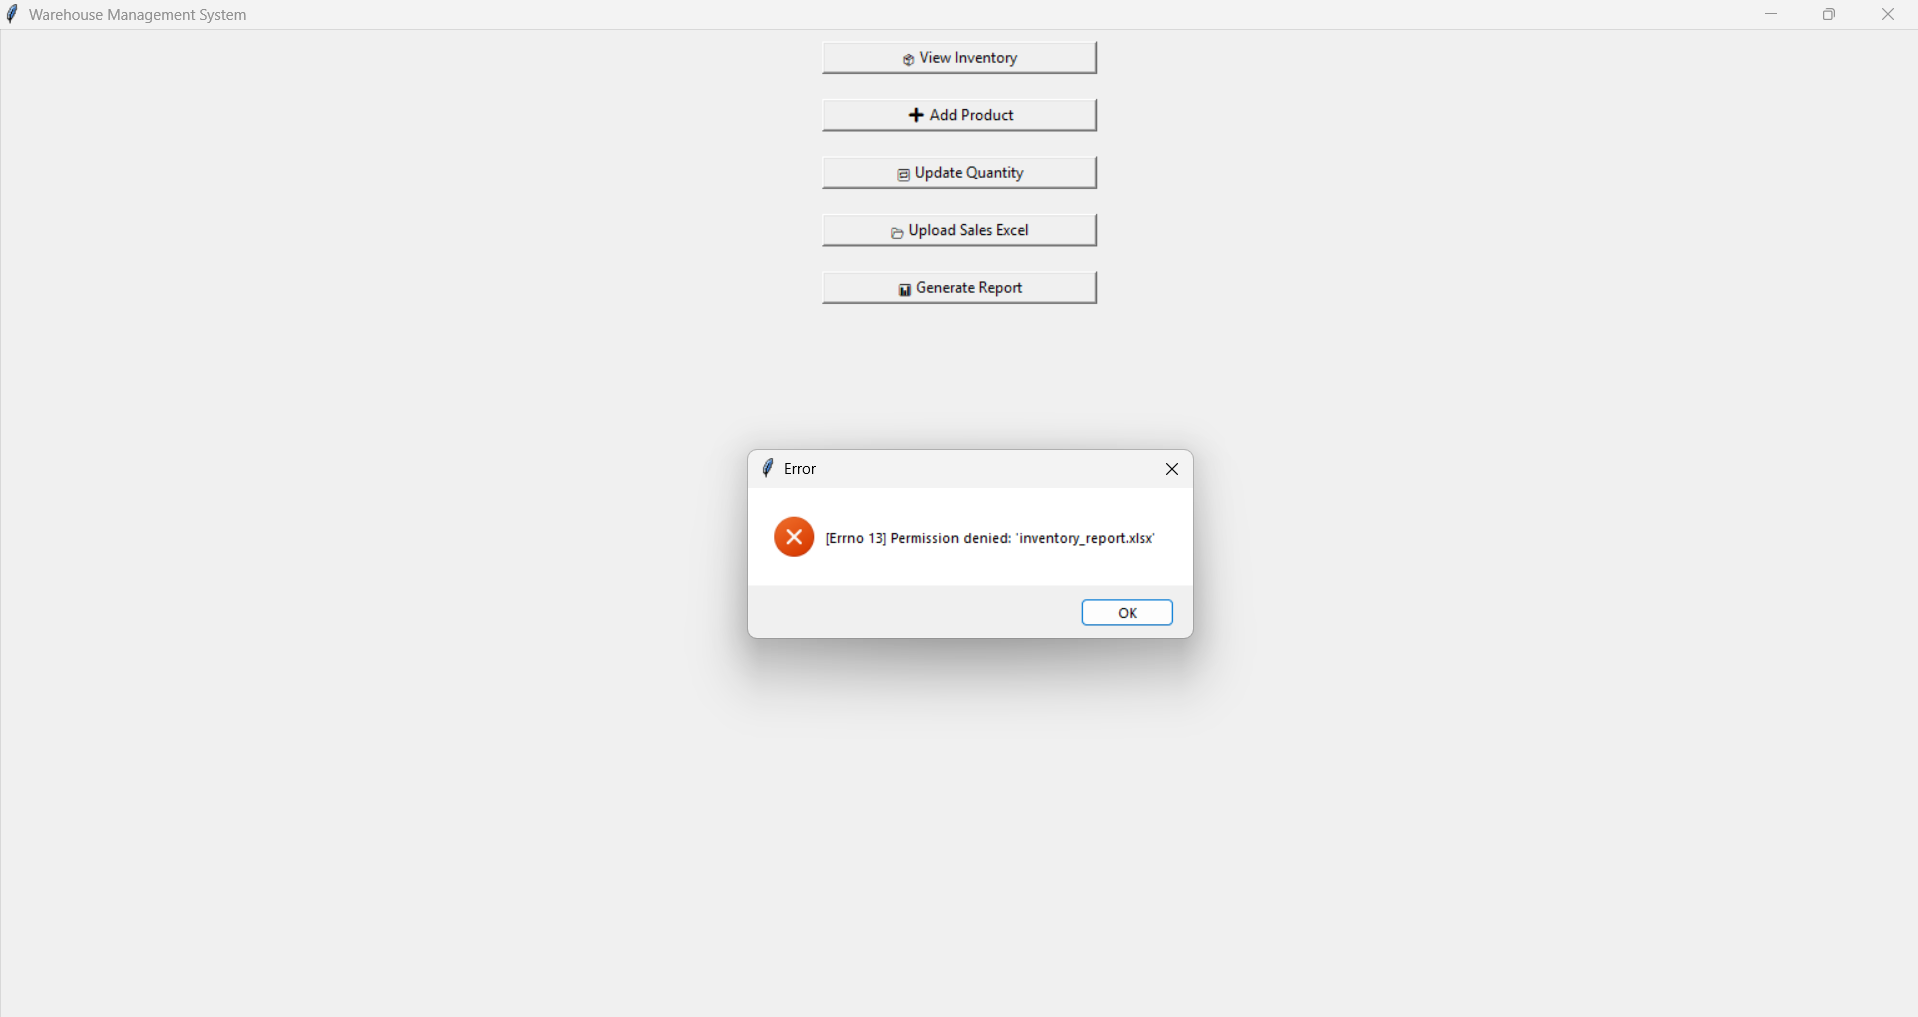 Warehouse Management System
View Inventory
Add Product
Update Quantity
Upload Sales Excel
Generate Report
Error
[Errno 13] Permission denied: 'inventory_report.xlsx'
OK